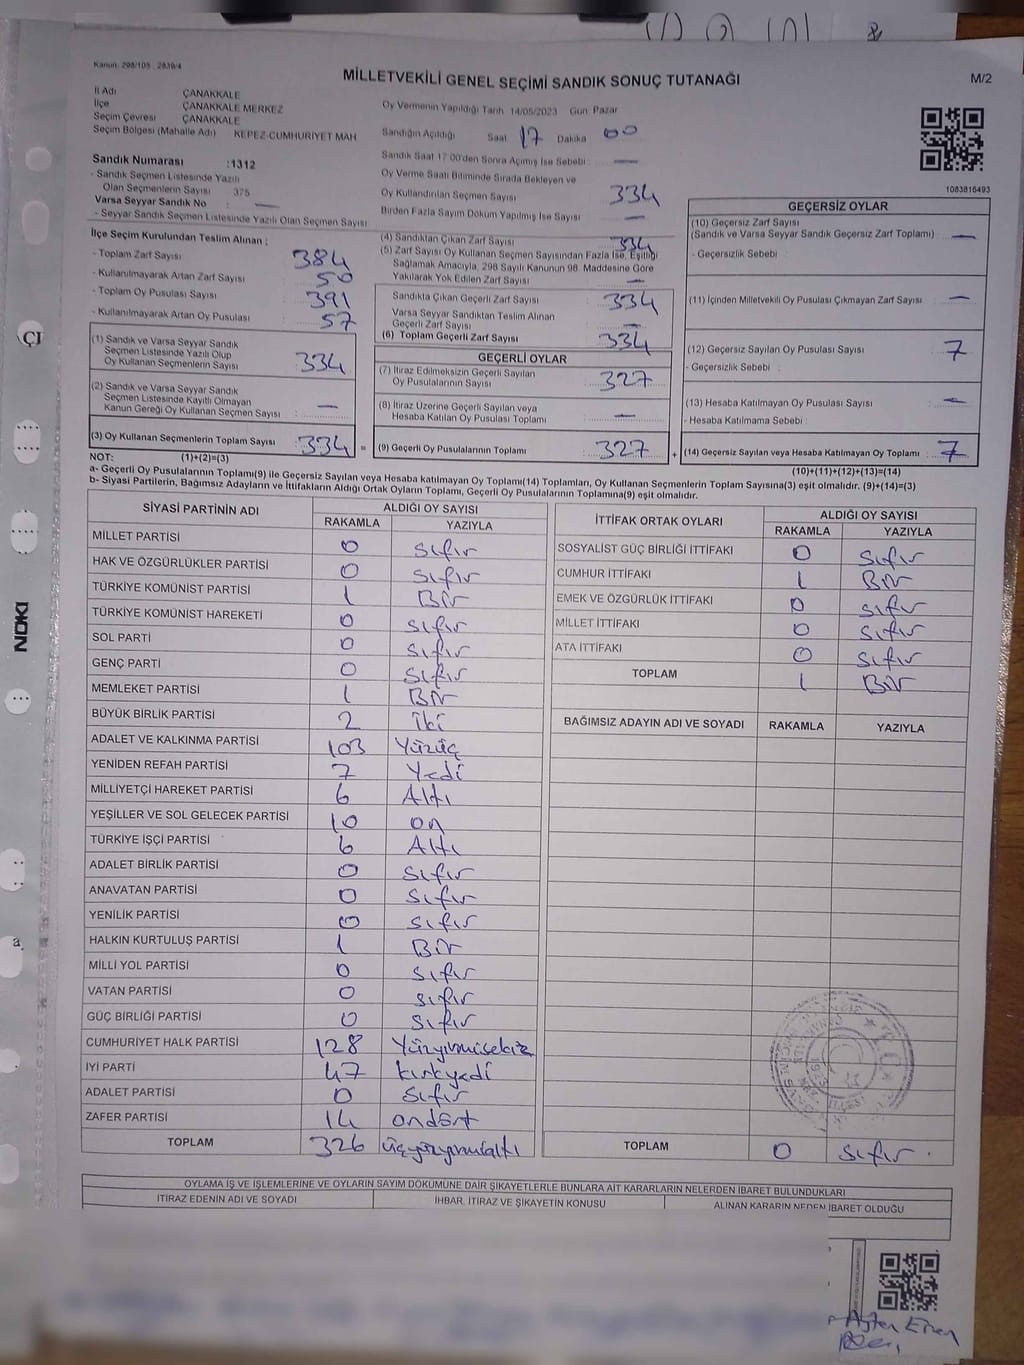 Kanun: 298/105 , 2839/4
MİLLETVEKİLİ GENEL SEÇİMİ SANDIK SONUÇ TUTANAĞI
M/2
İl Adı ÇANAKKALE
İlçe ÇANAKKALE MERKEZ
Seçim Çevresi ÇANAKKALE
Seçim Bölgesi (Mahalle Adı) KEPEZ-CUMHURİYET MAH
Oy Vermenin Yapıldığı Tarih 14/05/2023 Gün Pazar
Sandığın Açıldığı Saat 17 Dakika 00
Sandık Saat 17:00'den Sonra Açımış İse Sebebi : —
Oy Verme Saati Bitiminde Sırada Bekleyen ve
Oy Kullandırılan Seçmen Sayısı 334
Birden Fazla Sayım Döküm Yapılmış İse Sayısı —
1083816493
Sandık Numarası :1312
- Sandık Seçmen Listesinde Yazılı
Olan Seçmenlerin Sayısı 375
Varsa Seyyar Sandık No : —
- Seyyar Sandık Seçmen Listesinde Yazılı Olan Seçmen Sayısı
İlçe Seçim Kurulundan Teslim Alınan :
- Toplam Zarf Sayısı 384
- Kullanılmayarak Artan Zarf Sayısı 50
- Toplam Oy Pusulası Sayısı 391
- Kullanılmayarak Artan Oy Pusulası 57
(1) Sandık ve Varsa Seyyar Sandık
Seçmen Listesinde Yazılı Olup
Oy Kullanan Seçmenlerin Sayısı 334
(2) Sandık ve Varsa Seyyar Sandık
Seçmen Listesinde Kayıtlı Olmayan
Kanun Gereği Oy Kullanan Seçmen Sayısı : —
(3) Oy Kullanan Seçmenlerin Toplam Sayısı 334 =
(4) Sandıktan Çıkan Zarf Sayısı 334
(5) Zarf Sayısı Oy Kullanan Seçmen Sayısından Fazla İse, Eşitliği
Sağlamak Amacıyla, 298 Sayılı Kanunun 98. Maddesine Göre
Yakılarak Yok Edilen Zarf Sayısı —
Sandıkta Çıkan Geçerli Zarf Sayısı : 334
Varsa Seyyar Sandıktan Teslim Alınan
Geçerli Zarf Sayısı —
(6) Toplam Geçerli Zarf Sayısı 334
GEÇERLİ OYLAR
(7) İtiraz Edilmeksizin Geçerli Sayılan
Oy Pusulalarının Sayısı 327
(8) İtiraz Üzerine Geçerli Sayılan veya
Hesaba Katılan Oy Pusulası Toplamı : —
(9) Geçerli Oy Pusulalarının Toplamı 327 +
GEÇERSİZ OYLAR
(10) Geçersiz Zarf Sayısı
(Sandık ve Varsa Seyyar Sandık Geçersiz Zarf Toplamı) —
- Geçersizlik Sebebi :
(11) İçinden Milletvekili Oy Pusulası Çıkmayan Zarf Sayısı —
(12) Geçersiz Sayılan Oy Pusulası Sayısı 7
- Geçersizlik Sebebi :
(13) Hesaba Katılmayan Oy Pusulası Sayısı —
- Hesaba Katılmama Sebebi :
(14) Geçersiz Sayılan veya Hesaba Katılmayan Oy Toplamı : 7
NOT: (1)+(2)=(3)
(10)+(11)+(12)+(13)=(14)
a- Geçerli Oy Pusulalarının Toplamı(9) ile Geçersiz Sayılan veya Hesaba katılmayan Oy Toplamı(14) Toplamları, Oy Kullanan Seçmenlerin Toplam Sayısına(3) eşit olmalıdır. (9)+(14)=(3)
b- Siyasi Partilerin, Bağımsız Adayların ve İttifakların Aldığı Ortak Oyların Toplamı, Geçerli Oy Pusulalarının Toplamına(9) eşit olmalıdır.
SİYASİ PARTİNİN ADI ALDIĞI OY SAYISI
RAKAMLA YAZIYLA
MİLLET PARTİSİ 0 sıfır
HAK VE ÖZGÜRLÜKLER PARTİSİ 0 sıfır
TÜRKİYE KOMÜNİST PARTİSİ 1 Bir
TÜRKİYE KOMÜNİST HAREKETİ 0 sıfır
SOL PARTİ 0 sıfır
GENÇ PARTİ 0 sıfır
MEMLEKET PARTİSİ 1 Bir
BÜYÜK BİRLİK PARTİSİ 2 İki
ADALET VE KALKINMA PARTİSİ 103 Yüzüç
YENİDEN REFAH PARTİSİ 7 Yedi
MİLLİYETÇİ HAREKET PARTİSİ 6 Altı
YEŞİLLER VE SOL GELECEK PARTİSİ 10 on
TÜRKİYE İŞÇİ PARTİSİ 6 Altı
ADALET BİRLİK PARTİSİ 0 sıfır
ANAVATAN PARTİSİ 0 sıfır
YENİLİK PARTİSİ 0 sıfır
HALKIN KURTULUŞ PARTİSİ 1 Bir
MİLLİ YOL PARTİSİ 0 sıfır
VATAN PARTİSİ 0 sıfır
GÜÇ BİRLİĞİ PARTİSİ 0 sıfır
CUMHURİYET HALK PARTİSİ 128 Yüzyirmisekiz
İYİ PARTİ 47 kırkyedi
ADALET PARTİSİ 0 sıfır
ZAFER PARTİSİ 14 ondört
TOPLAM 326 üçyüzyirmialtı
İTTİFAK ORTAK OYLARI ALDIĞI OY SAYISI
RAKAMLA YAZIYLA
SOSYALİST GÜÇ BİRLİĞİ İTTİFAKI 0 sıfır
CUMHUR İTTİFAKI 1 Bir
EMEK VE ÖZGÜRLÜK İTTİFAKI 0 sıfır
MİLLET İTTİFAKI 0 sıfır
ATA İTTİFAKI 0 sıfır
TOPLAM 1 Bir
BAĞIMSIZ ADAYIN ADI VE SOYADI RAKAMLA YAZIYLA
TOPLAM 0 sıfır
OYLAMA İŞ VE İŞLEMLERİNE VE OYLARIN SAYIM DÖKÜMÜNE DAİR ŞİKAYETLERLE BUNLARA AİT KARARLARIN NELERDEN İBARET BULUNDUKLARI
İTİRAZ EDENİN ADI VE SOYADI İHBAR, İTİRAZ VE ŞİKAYETİN KONUSU ALINAN KARARIN NEDEN İBARET OLDUĞU
NOKI